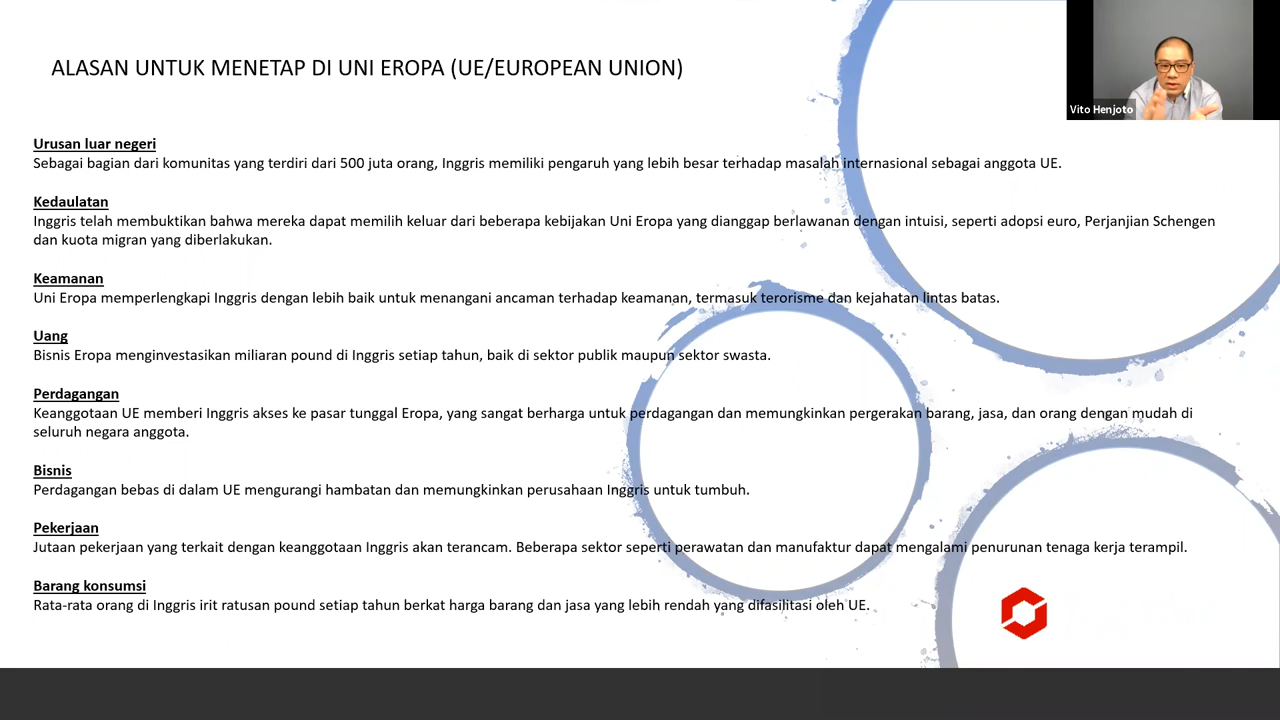 ALASAN UNTUK MENETAP DI UNI EROPA (UE/EUROPEAN UNION)
Vito Henjoto
Urusan luar negeri
Sebagai bagian dari komunitas yang terdiri dari 500 juta orang, Inggris memiliki pengaruh yang lebih besar terhadap masalah internasional sebagai anggota UE.
Kedaulatan
Inggris telah membuktikan bahwa mereka dapat memilih keluar dari beberapa kebijakan Uni Eropa yang dianggap berlawanan dengan intuisi, seperti adopsi euro, Perjanjian Schengen
dan kuota migran yang diberlakukan.
Keamanan
Uni Eropa memperlengkapi Inggris dengan lebih baik untuk menangani ancaman terhadap keamanan, termasuk terorisme dan kejahatan lintas batas.
Uang
Bisnis Eropa menginvestasikan miliaran pound di Inggris setiap tahun, baik di sektor publik maupun sektor swasta.
Perdagangan
Keanggotaan UE memberi Inggris akses ke pasar tunggal Eropa, yang sangat berharga untuk perdagangan dan memungkinkan pergerakan barang, jasa, dan orang dengan mudah di
seluruh negara anggota.
Bisnis
Perdagangan bebas di dalam UE mengurangi hambatan dan memungkinkan perusahaan Inggris untuk tumbuh.
Pekerjaan
Jutaan pekerjaan yang terkait dengan keanggotaan Inggris akan terancam. Beberapa sektor seperti perawatan dan manufaktur dapat mengalami penurunan tenaga kerja terampil.
Barang konsumsi
Rata-rata orang di Inggris irit ratusan pound setiap tahun berkat harga barang dan jasa yang lebih rendah yang difasilitasi oleh UE.